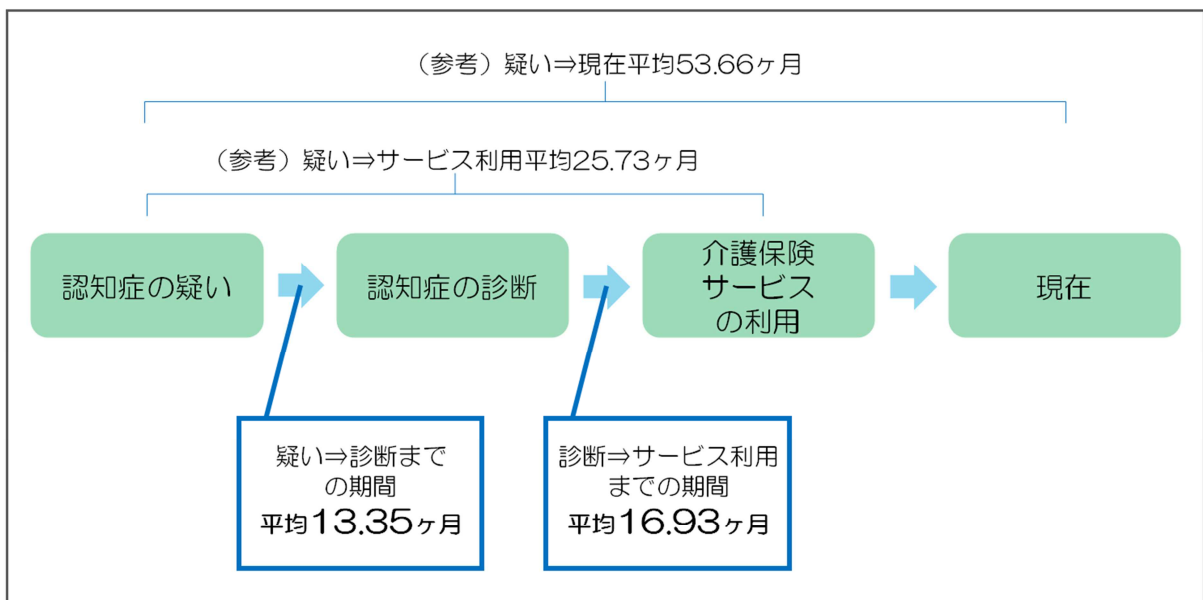 （参考）疑い⇒現在平均53.66ヶ月
（参考）疑い⇒サービス利用平均25.73ヶ月
認知症の疑い
認知症の診断
介護保険
サービス
の利用
現在
疑い⇒診断まで
の期間
平均13.35ヶ月
診断⇒サービス利用
までの期間
平均16.93ヶ月